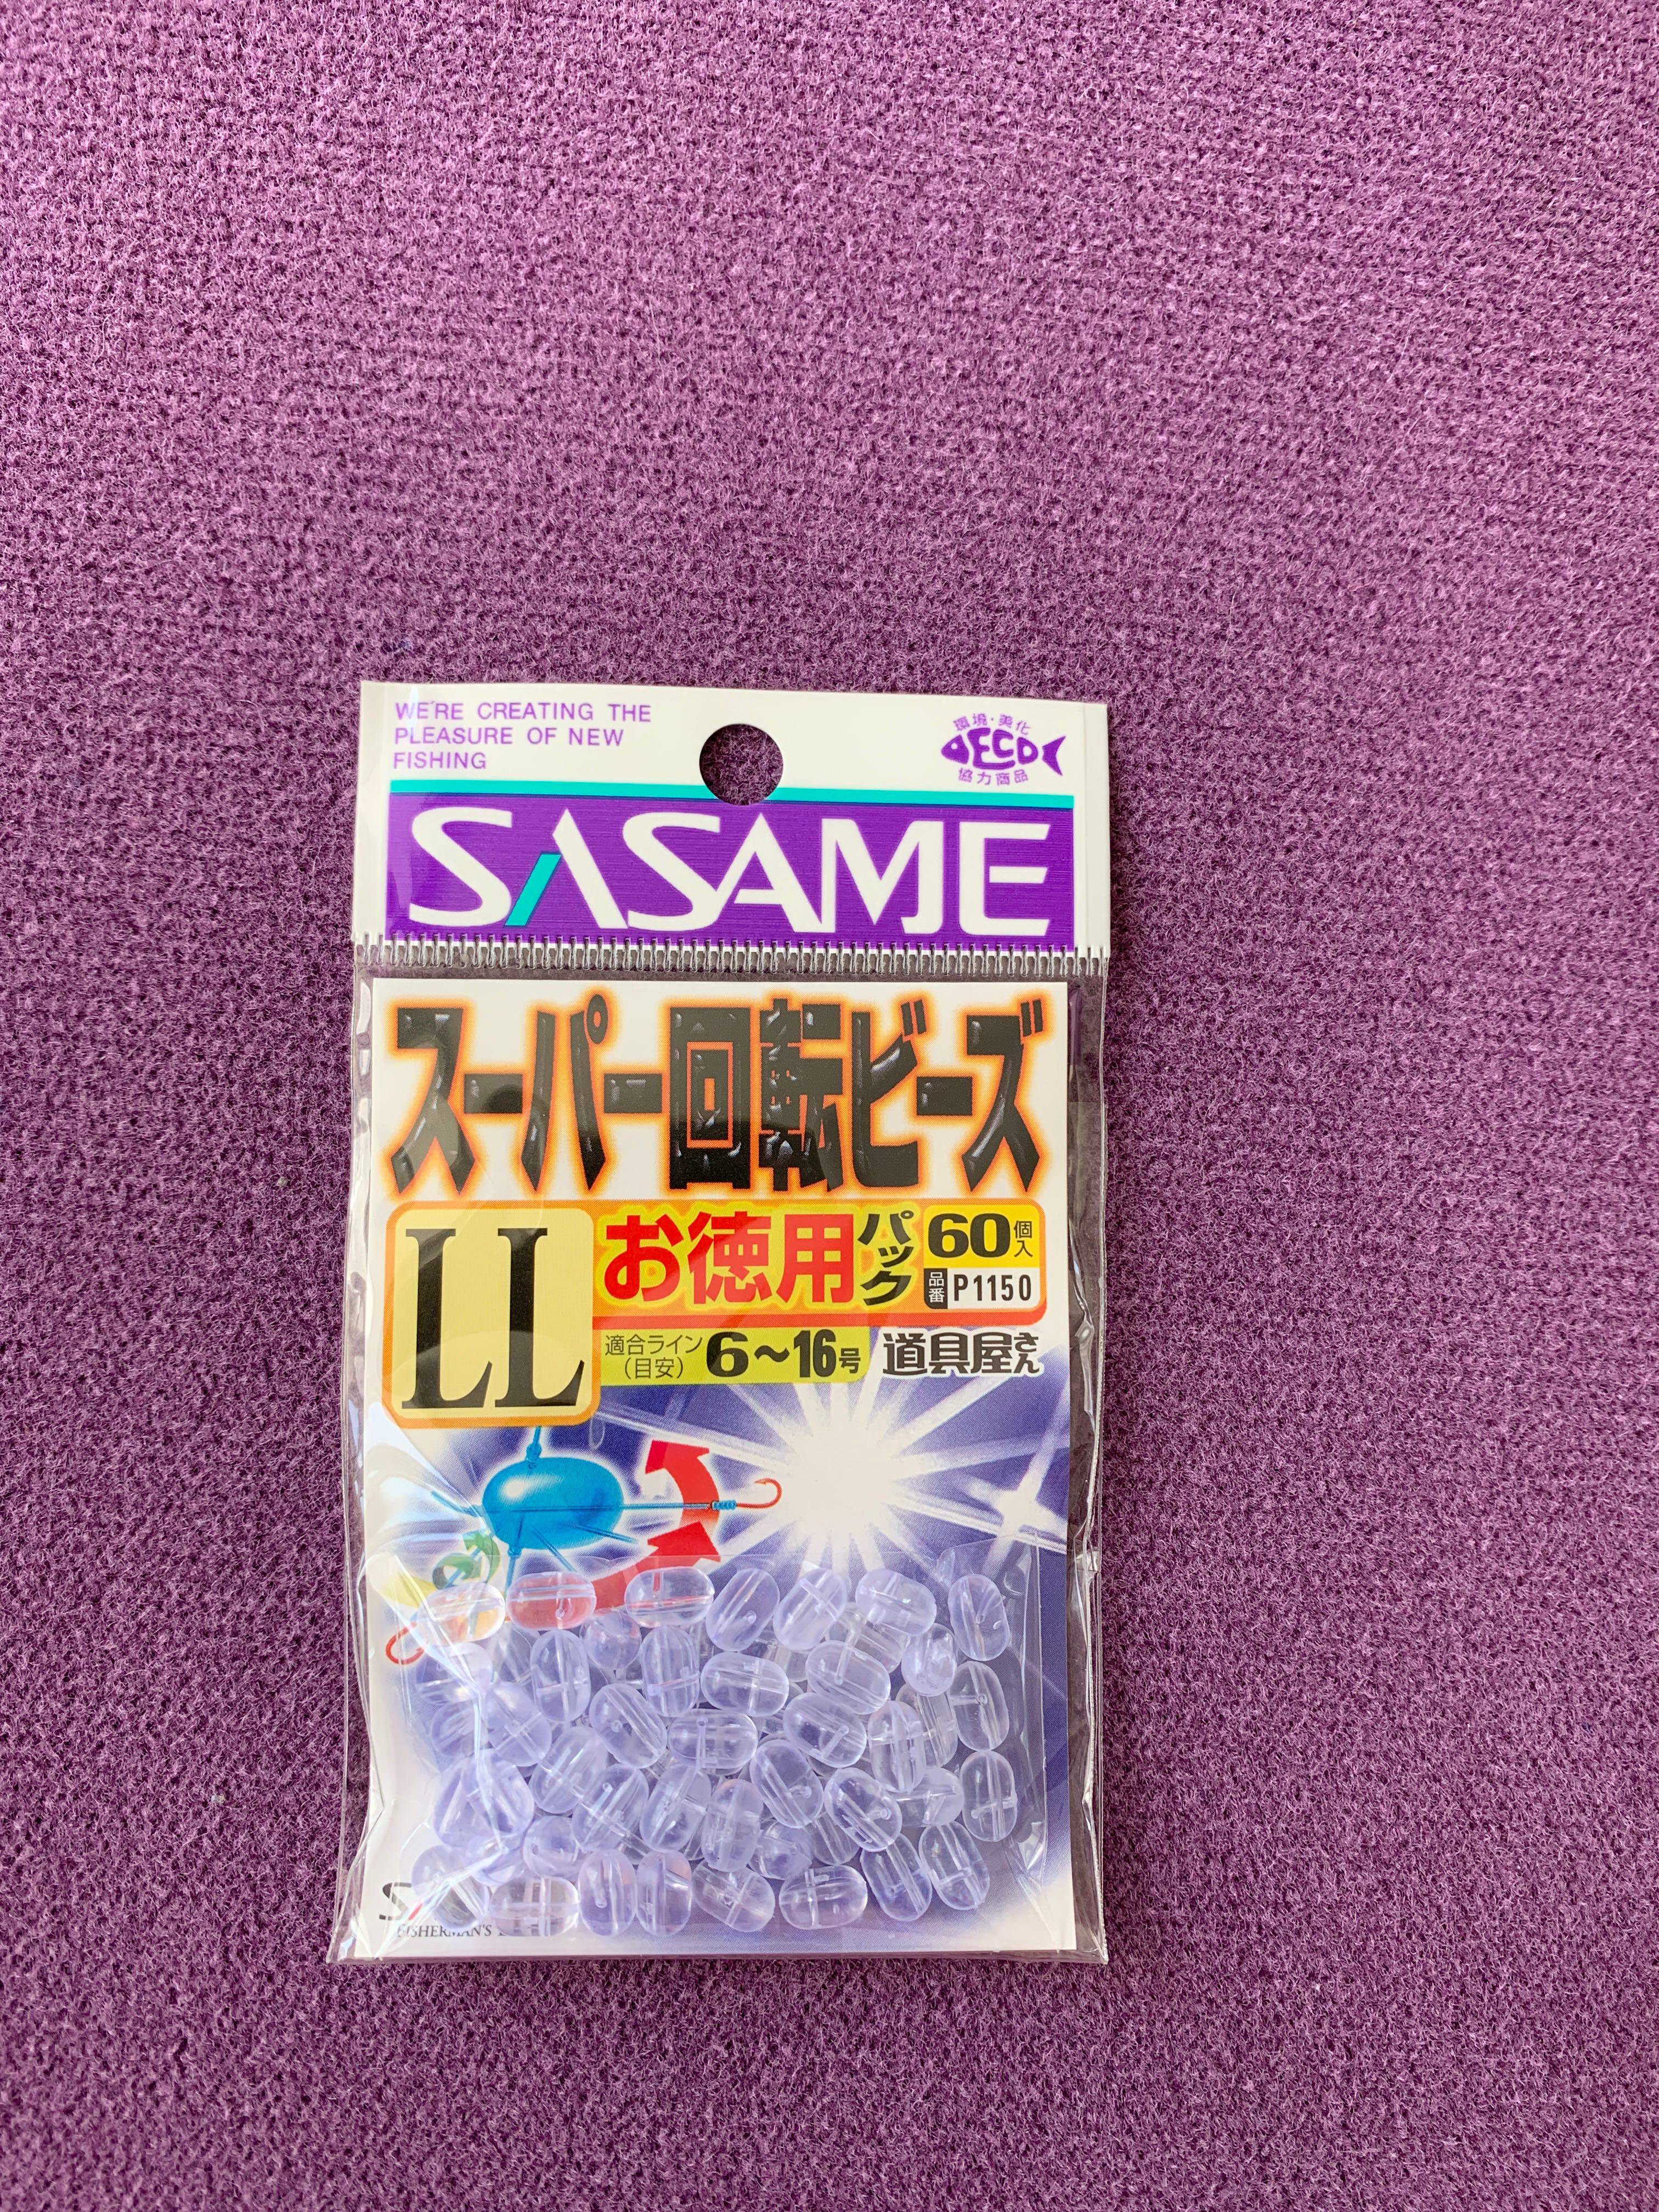 WE'RE CREATING THE
PLEASURE OF NEW
FISHING
環境・美化
ECO
協力商品
SASAME
スーパー回転ビーズ
LL
お徳用パック
60個入
品番 P1150
適合ライン
(目安)
6〜16号
道具屋さん
FISHERMAN'S